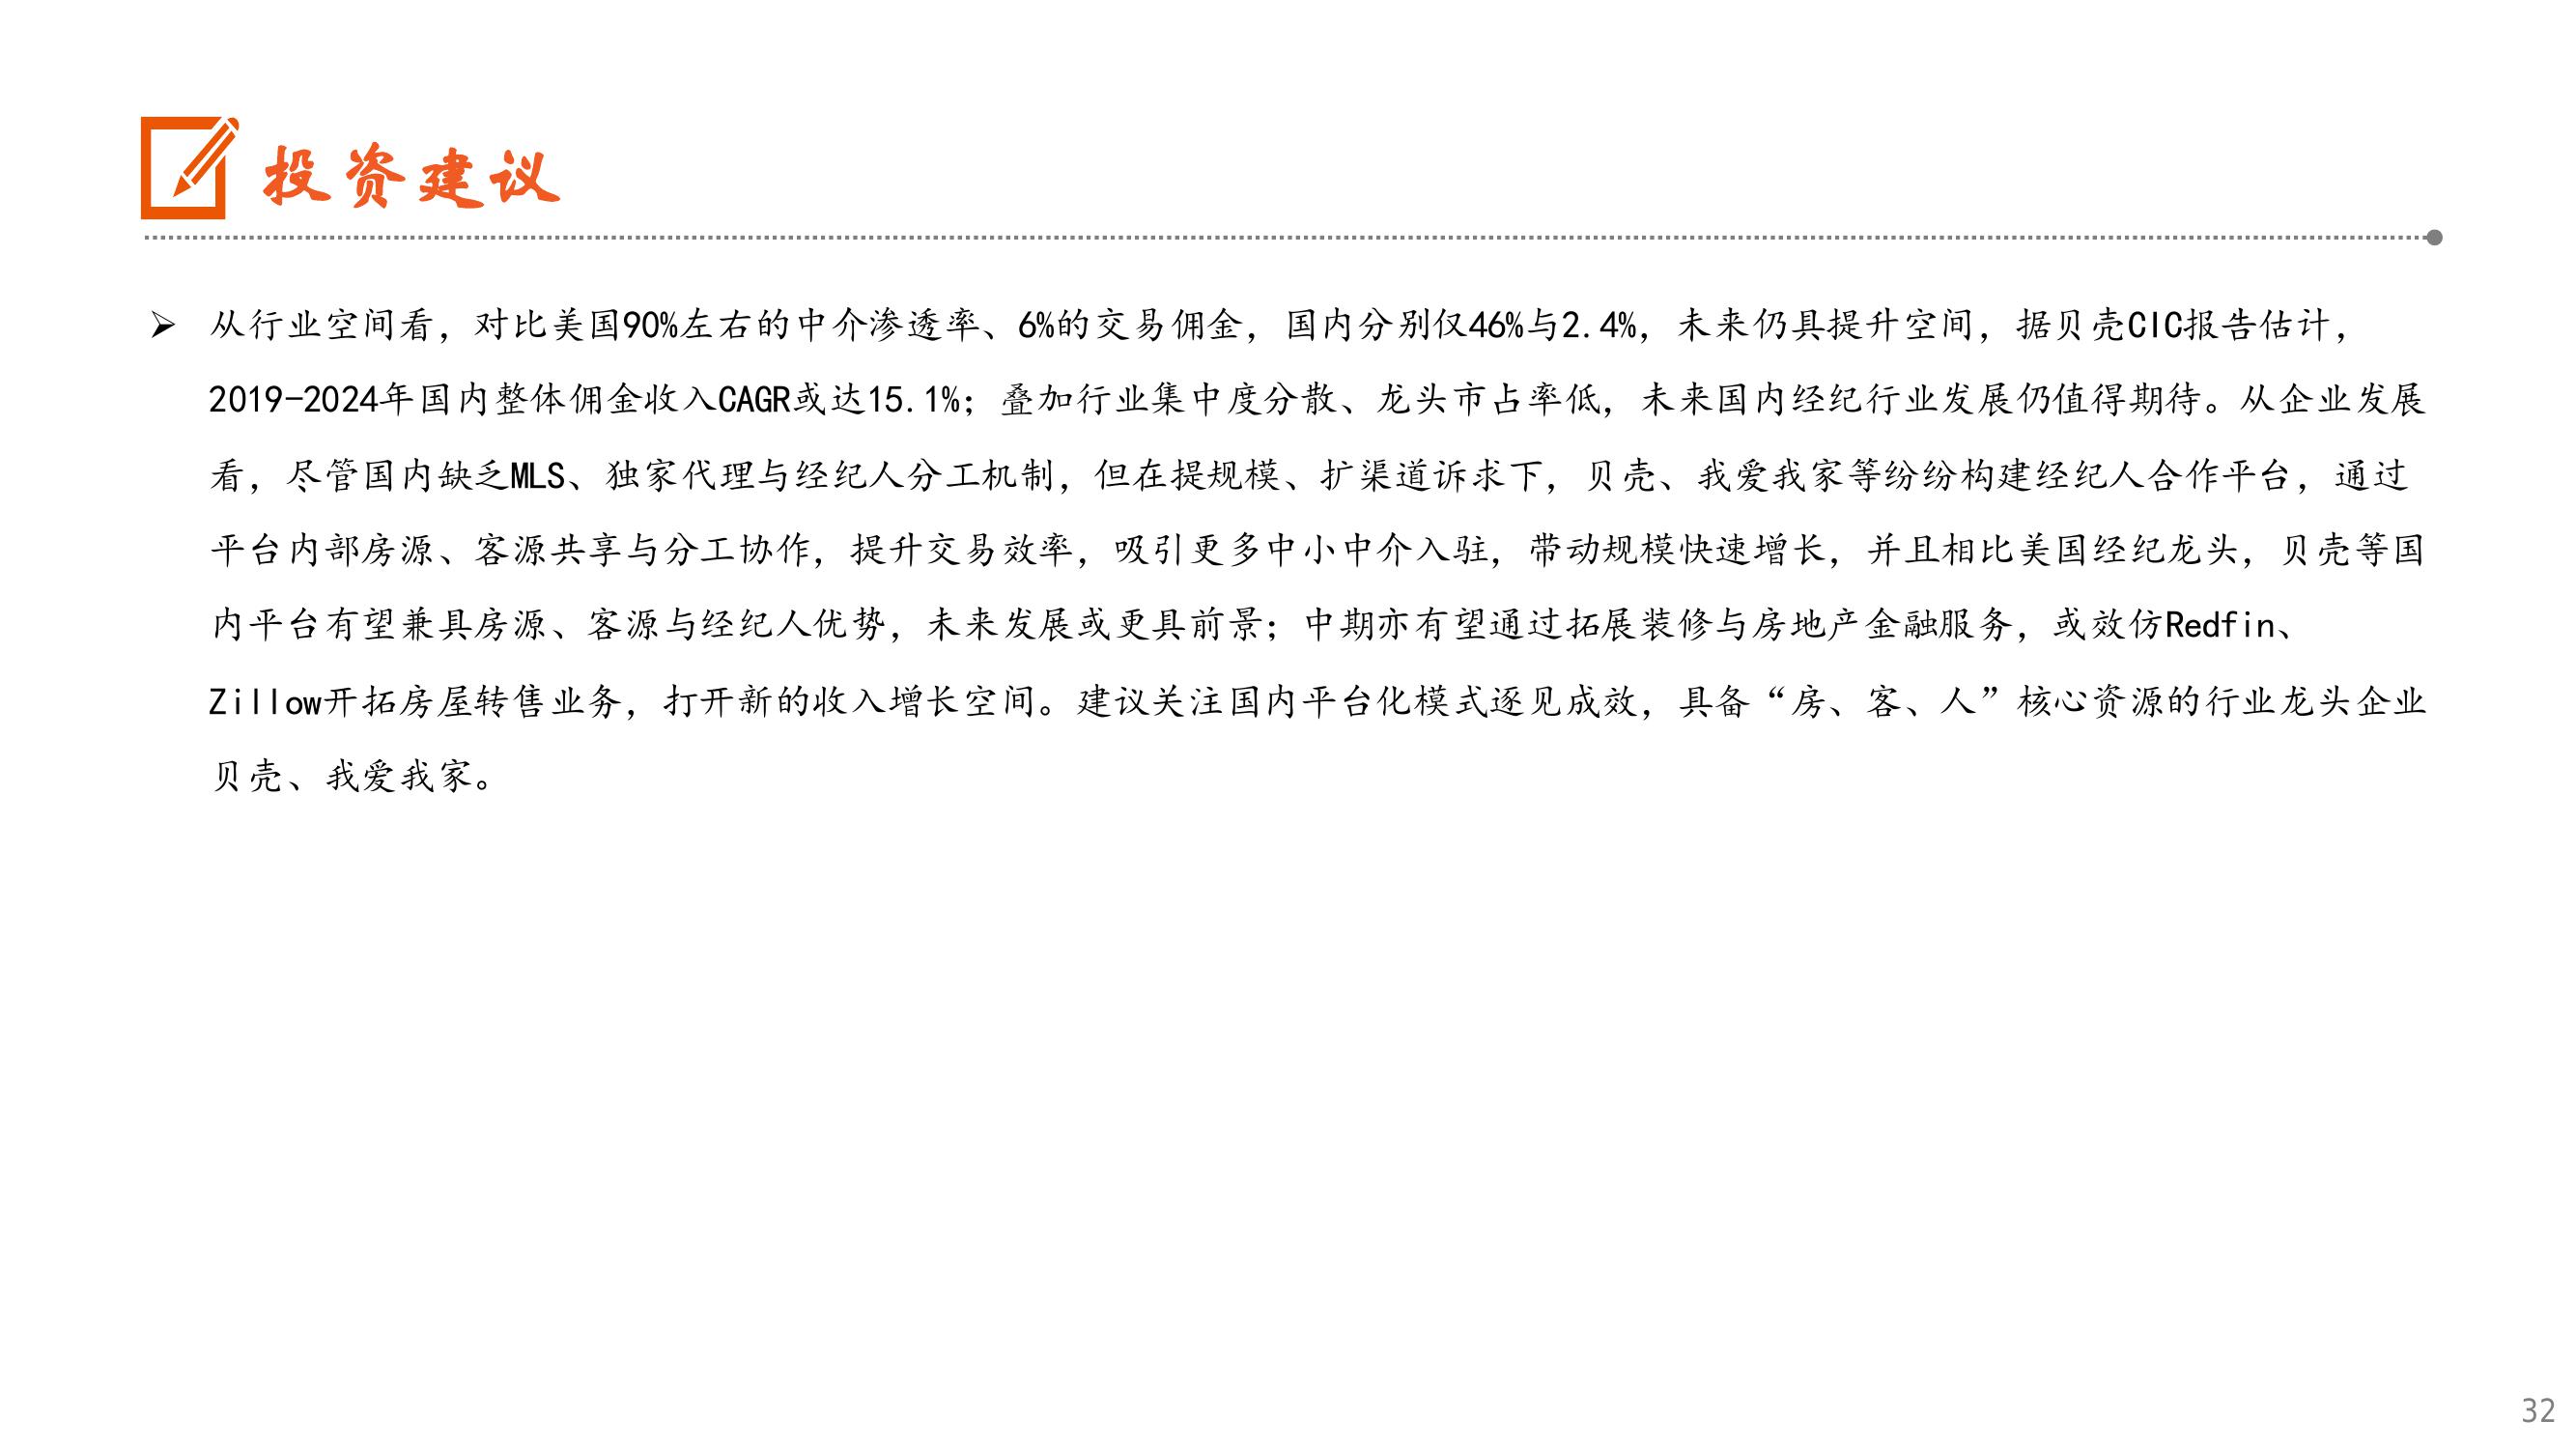 投资建议
➢ 从行业空间看，对比美国90%左右的中介渗透率、6%的交易佣金，国内分别仅46%与2.4%，未来仍具提升空间，据贝壳CIC报告估计，
2019-2024年国内整体佣金收入CAGR或达15.1%；叠加行业集中度分散、龙头市占率低，未来国内经纪行业发展仍值得期待。从企业发展
看，尽管国内缺乏MLS、独家代理与经纪人分工机制，但在提规模、扩渠道诉求下，贝壳、我爱我家等纷纷构建经纪人合作平台，通过
平台内部房源、客源共享与分工协作，提升交易效率，吸引更多中小中介入驻，带动规模快速增长，并且相比美国经纪龙头，贝壳等国
内平台有望兼具房源、客源与经纪人优势，未来发展或更具前景；中期亦有望通过拓展装修与房地产金融服务，或效仿Redfin、
Zillow开拓房屋转售业务，打开新的收入增长空间。建议关注国内平台化模式逐见成效，具备“房、客、人”核心资源的行业龙头企业
贝壳、我爱我家。
32